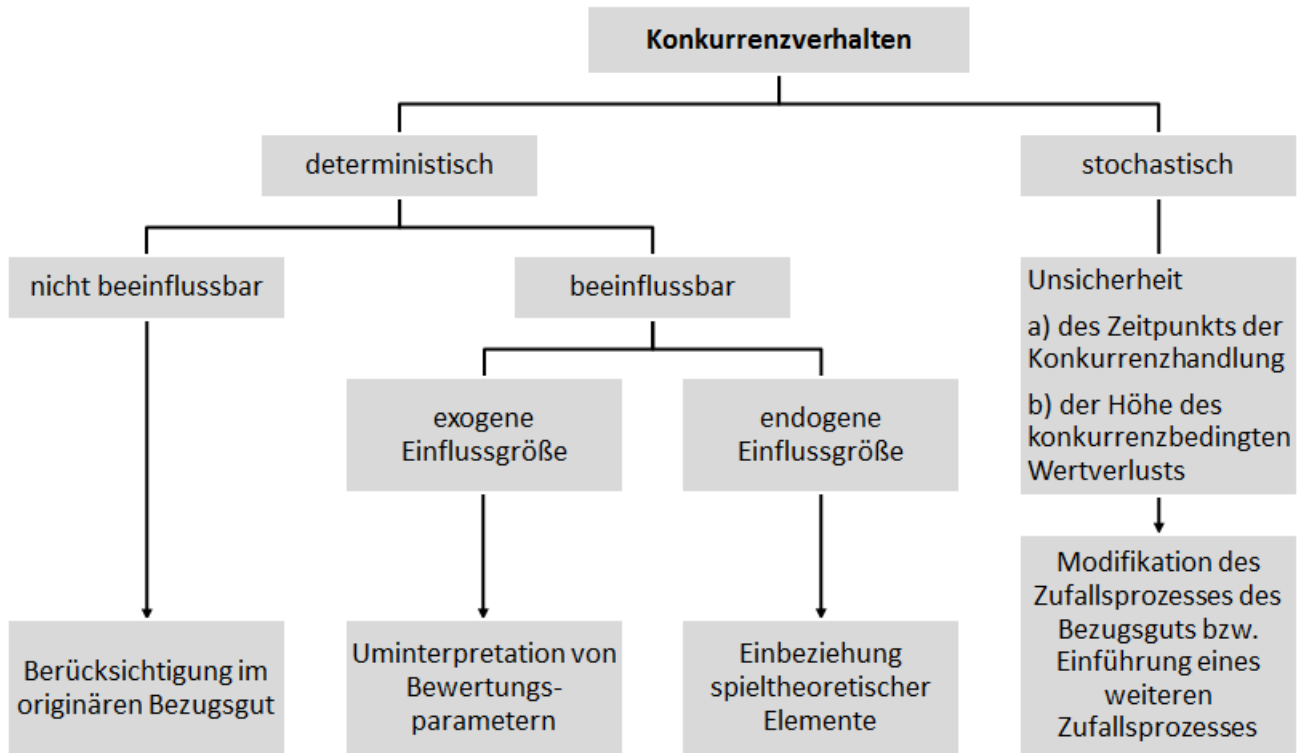 Konkurrenzverhalten
deterministisch
stochastisch
nicht beeinflussbar
beeinflussbar
Unsicherheit
a) des Zeitpunkts der
Konkurrenzhandlung
b) der Höhe des
konkurrenzbedingten
Wertverlusts
exogene
Einflussgröße
endogene
Einflussgröße
Berücksichtigung im
originären Bezugsgut
Uminterpretation von
Bewertungs-
parametern
Einbeziehung
spieltheoretischer
Elemente
Modifikation des
Zufallsprozesses des
Bezugsguts bzw.
Einführung eines
weiteren
Zufallsprozesses